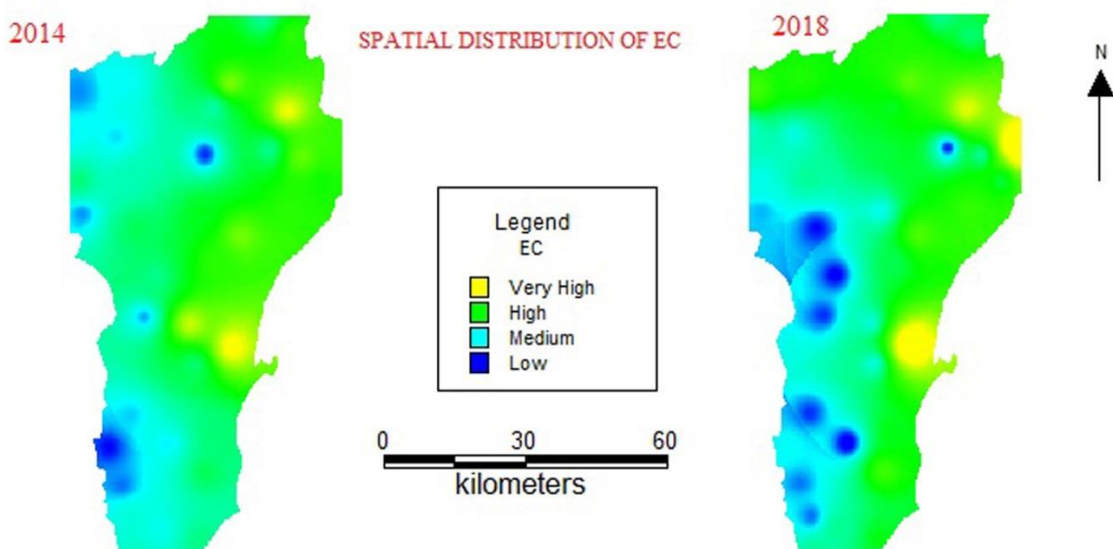 2014
SPATIAL DISTRIBUTION OF EC
2018
N
Legend
EC
Very High
High
Medium
Low
0 30 60
kilometers